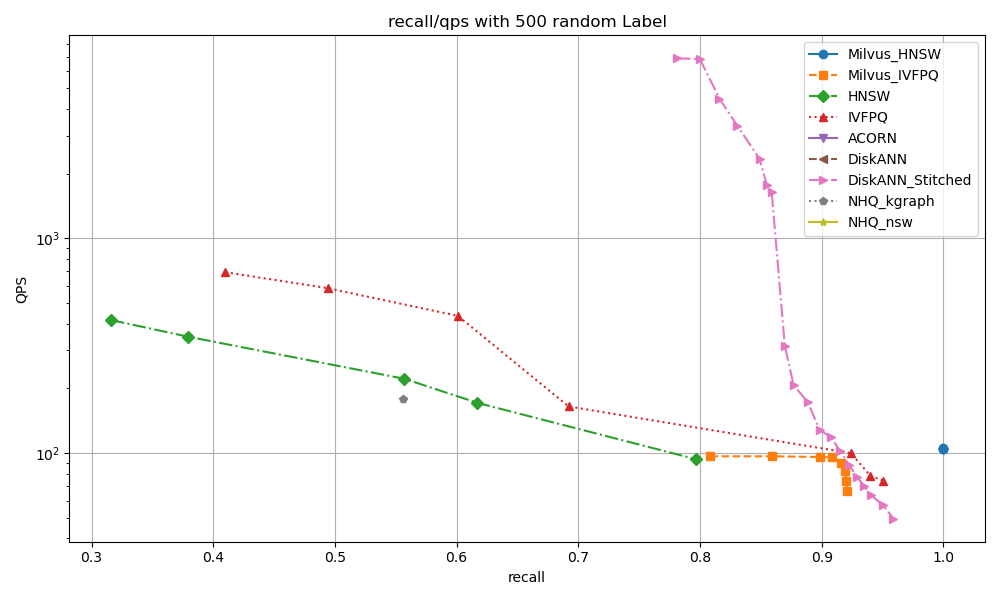 recall/qps with 500 random Label
Milvus_HNSW
Milvus_IVFPQ
HNSW
IVFPQ
ACORN
DiskANN
DiskANN_Stitched
NHQ_kgraph
NHQ_nsw
QPS
10³
10²
0.3 0.4 0.5 0.6 0.7 0.8 0.9 1.0
recall